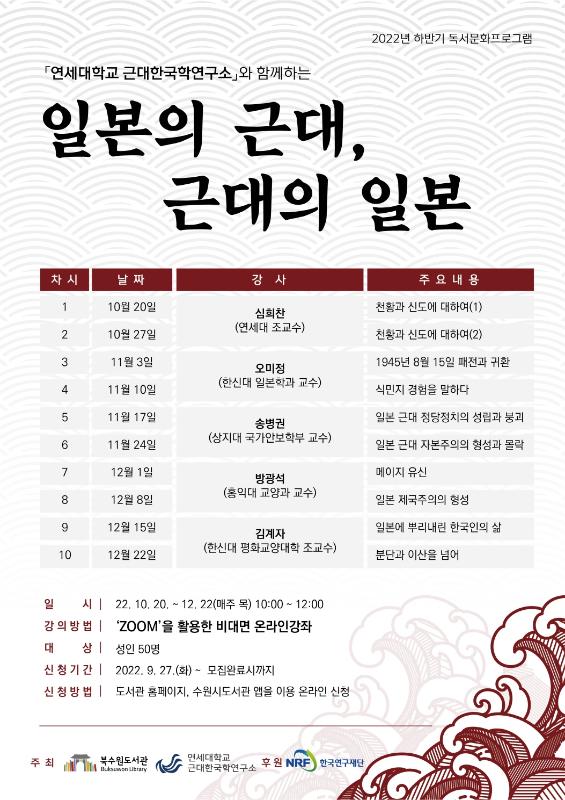 2022년 하반기 독서문화프로그램
「연세대학교 근대한국학연구소」와 함께하는
일본의 근대,
근대의 일본
차시 날짜 강사 주요내용
1 10월 20일 심희찬 (연세대 조교수) 천황과 신도에 대하여(1)
2 10월 27일 천황과 신도에 대하여(2)
3 11월 3일 오미정 (한신대 일본학과 교수) 1945년 8월 15일 패전과 귀환
4 11월 10일 식민지 경험을 말하다
5 11월 17일 송병권 (상지대 국가안보학부 교수) 일본 근대 정당정치의 성립과 붕괴
6 11월 24일 일본 근대 자본주의의 형성과 몰락
7 12월 1일 방광석 (홍익대 교양과 교수) 메이지 유신
8 12월 8일 일본 제국주의의 형성
9 12월 15일 김계자 (한신대 평화교양대학 조교수) 일본에 뿌리내린 한국인의 삶
10 12월 22일 분단과 이산을 넘어
일 시 | 22. 10. 20. ~ 12. 22(매주 목) 10:00 ~ 12:00
강의방법 | ‘ZOOM’을 활용한 비대면 온라인강좌
대 상 | 성인 50명
신청기간 | 2022. 9. 27.(화) ~ 모집완료시까지
신청방법 | 도서관 홈페이지, 수원시도서관 앱을 이용 온라인 신청
주최 북수원도서관 Buksuwon Library 연세대학교 근대한국학연구소 후원 NRF 한국연구재단